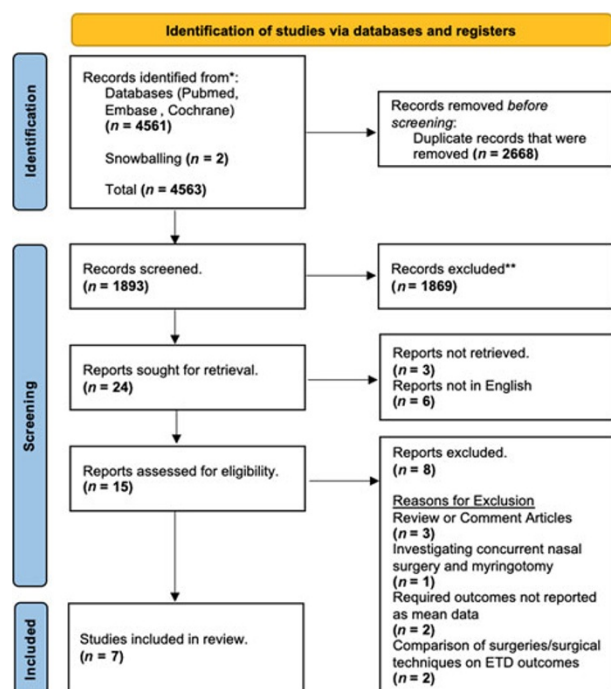 Identification of studies via databases and registers
Identification
Records identified from*:
Databases (Pubmed,
Embase , Cochrane)
(n = 4561)
Snowballing (n = 2)
Total (n = 4563)
Records removed before
screening:
Duplicate records that were
removed (n = 2668)
Screening
Records screened.
(n = 1893)
Records excluded**
(n = 1869)
Reports sought for retrieval.
(n = 24)
Reports not retrieved.
(n = 3)
Reports not in English
(n = 6)
Reports assessed for eligibility.
(n = 15)
Reports excluded.
(n = 8)
Reasons for Exclusion
Review or Comment Articles
(n = 3)
Investigating concurrent nasal
surgery and myringotomy
(n = 1)
Required outcomes not reported
as mean data
(n = 2)
Comparison of surgeries/surgical
techniques on ETD outcomes
(n = 2)
Included
Studies included in review.
(n = 7)